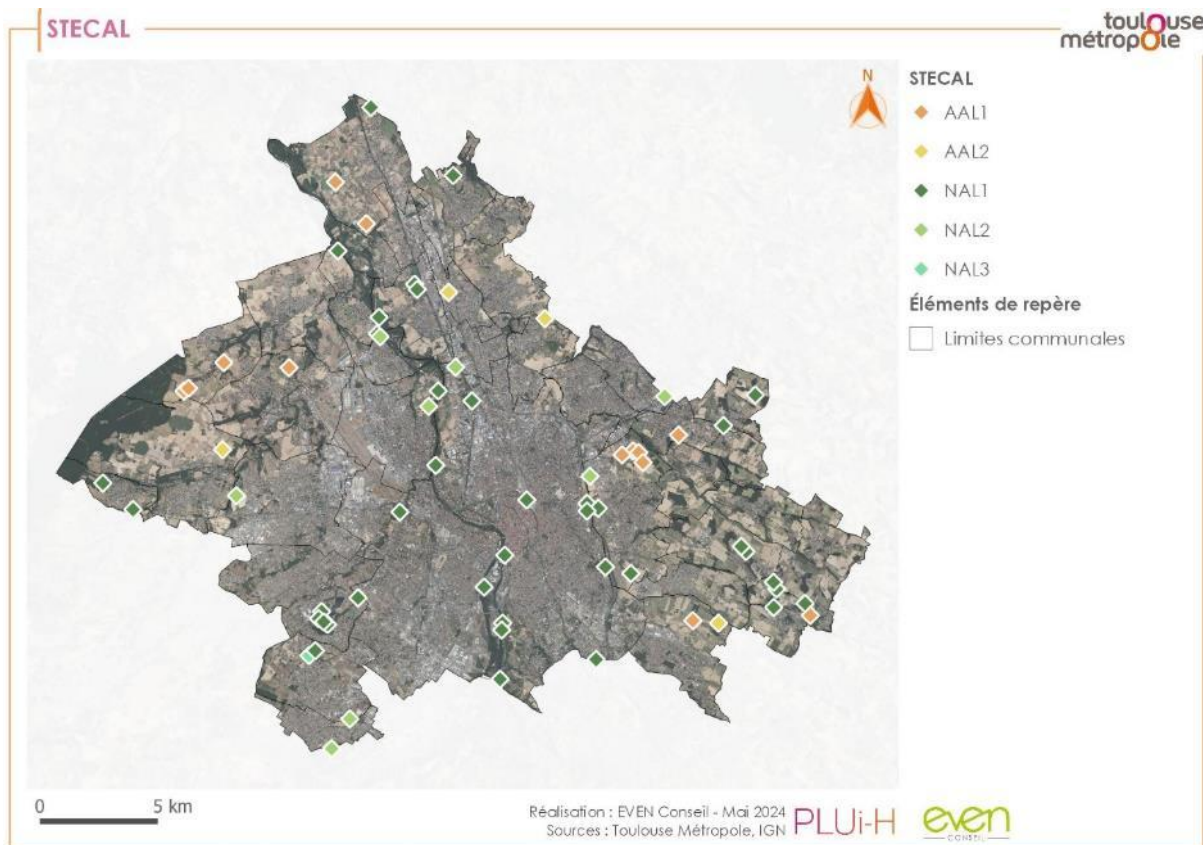 STECAL
toulouse
métropole
N
STECAL
AAL1
AAL2
NAL1
NAL2
NAL3
Éléments de repère
Limites communales
0 5 km
Réalisation : EVEN Conseil - Mai 2024
Sources : Toulouse Métropole, IGN
PLUi-H
even
CONSEIL